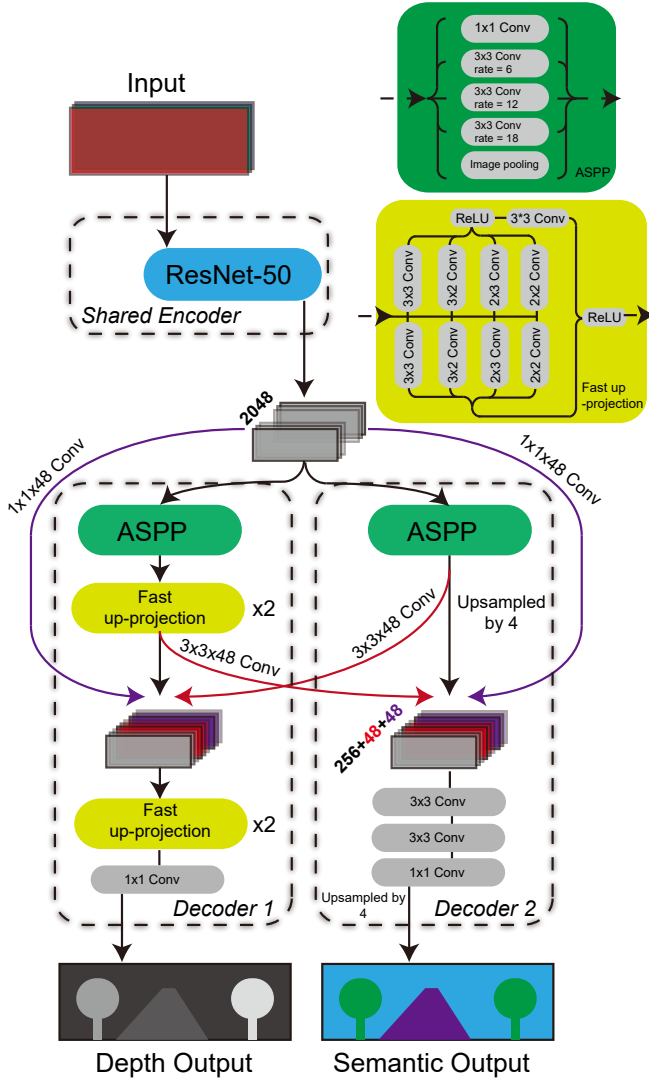 Input
ResNet-50
Shared Encoder
1x1 Conv
3x3 Conv
rate = 6
3x3 Conv
rate = 12
3x3 Conv
rate = 18
Image pooling
ASPP
ReLU
3*3 Conv
3x3 Conv
3x2 Conv
2x3 Conv
2x2 Conv
ReLU
3x3 Conv
3x2 Conv
2x3 Conv
2x2 Conv
Fast up
-projection
2048
1x1x48 Conv
1x1x48 Conv
ASPP
ASPP
Fast
up-projection
x2
3x3x48 Conv
3x3x48 Conv
Upsampled
by 4
256+48+48
Fast
up-projection
x2
1x1 Conv
Decoder 1
3x3 Conv
3x3 Conv
1x1 Conv
Upsampled by
4
Decoder 2
Depth Output
Semantic Output